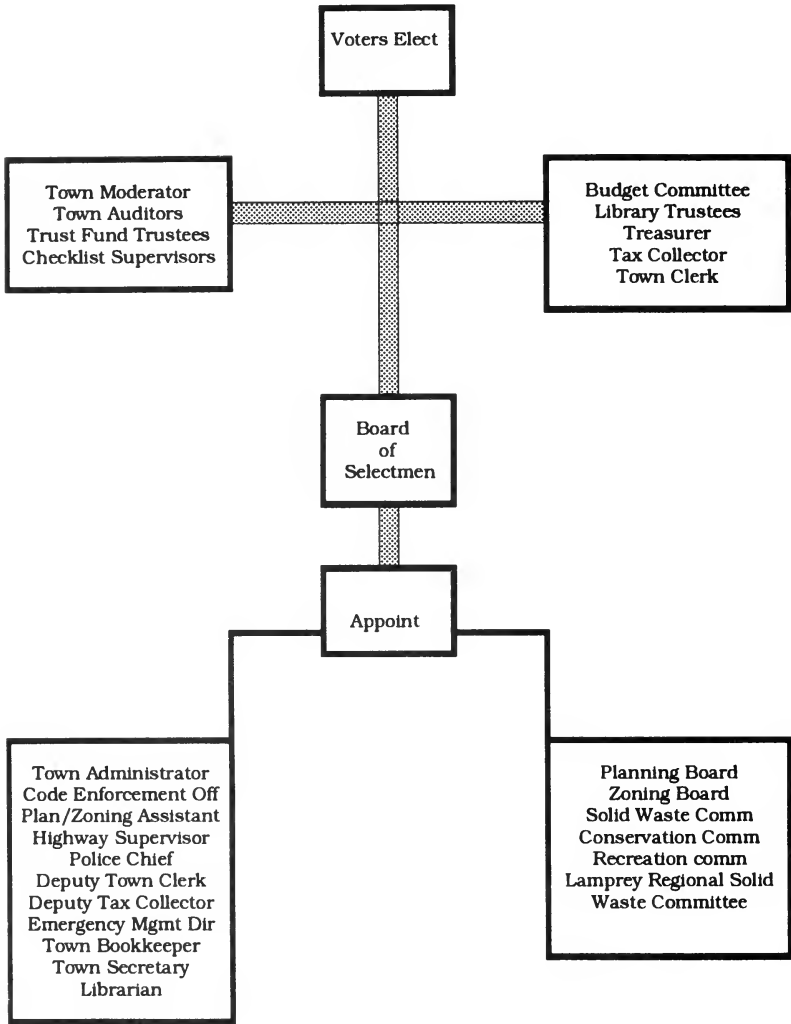 Voters Elect
Town Moderator
Town Auditors
Trust Fund Trustees
Checklist Supervisors
Budget Committee
Library Trustees
Treasurer
Tax Collector
Town Clerk
Board
of
Selectmen
Appoint
Town Administrator
Code Enforcement Off
Plan/Zoning Assistant
Highway Supervisor
Police Chief
Deputy Town Clerk
Deputy Tax Collector
Emergency Mgmt Dir
Town Bookkeeper
Town Secretary
Librarian
Planning Board
Zoning Board
Solid Waste Comm
Conservation Comm
Recreation comm
Lamprey Regional Solid
Waste Committee